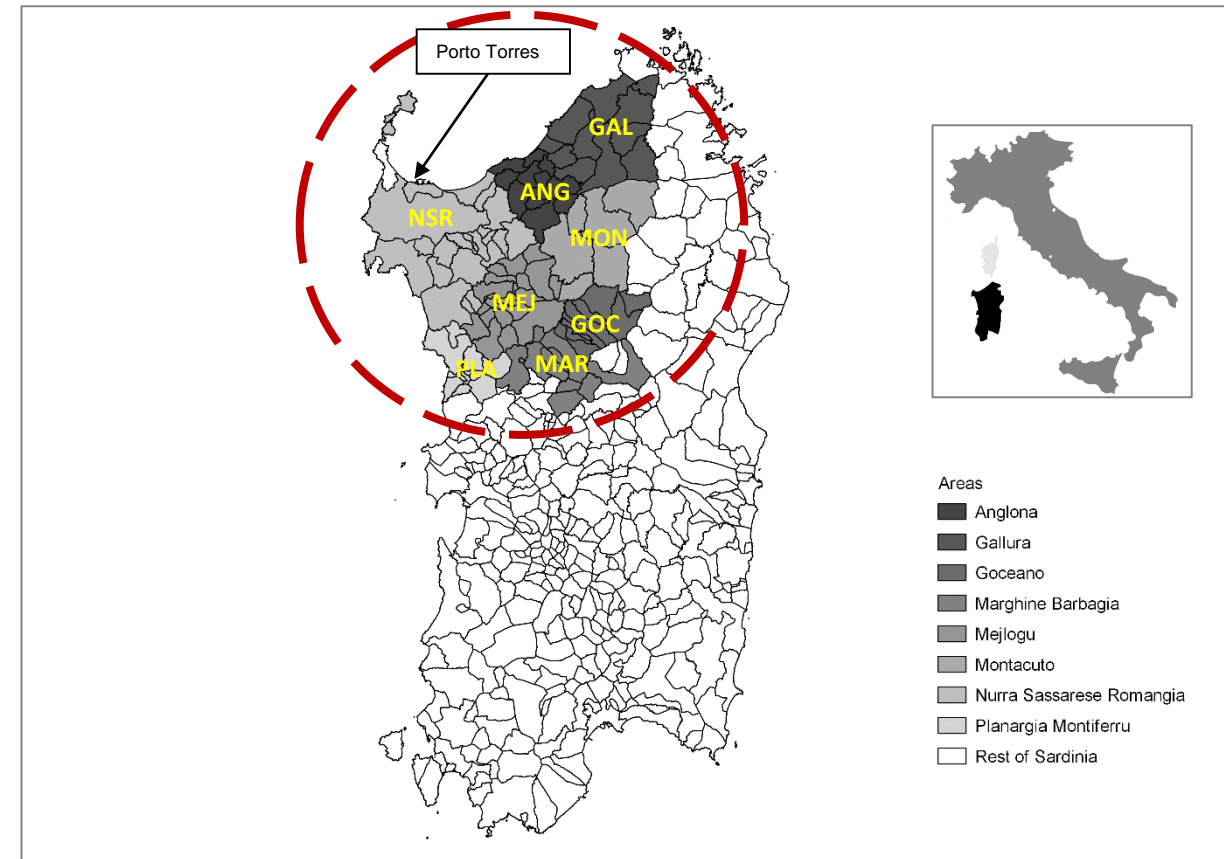 Porto Torres
GAL
ANG
NSR
MON
MEJ
GOC
MAR
PLA
Areas
Anglona
Gallura
Goceano
Marghine Barbagia
Mejlogu
Montacuto
Nurra Sassarese Romangia
Planargia Montiferru
Rest of Sardinia